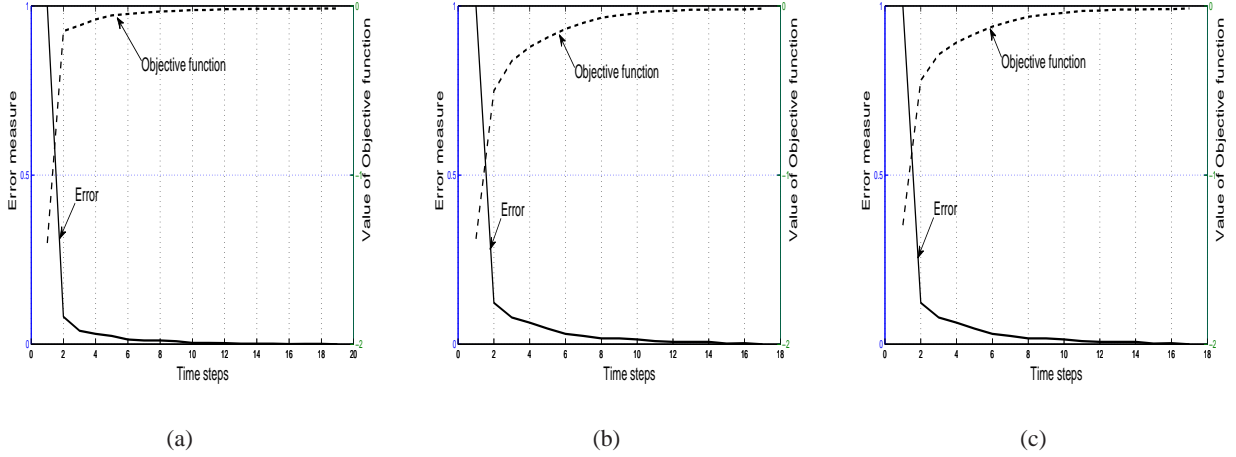 1
0
Error measure
Value of Objective function
Objective function
0.5
-1
Error
0
-2
0 2 4 6 8 10 12 14 16 18 20
Time steps
(a)
1
0
Error measure
Value of Objective function
Objective function
0.5
-1
Error
0
-2
0 2 4 6 8 10 12 14 16 18
Time steps
(b)
1
0
Error measure
Value of Objective function
Objective function
0.5
-1
Error
0
-2
0 2 4 6 8 10 12 14 16 18
Time steps
(c)